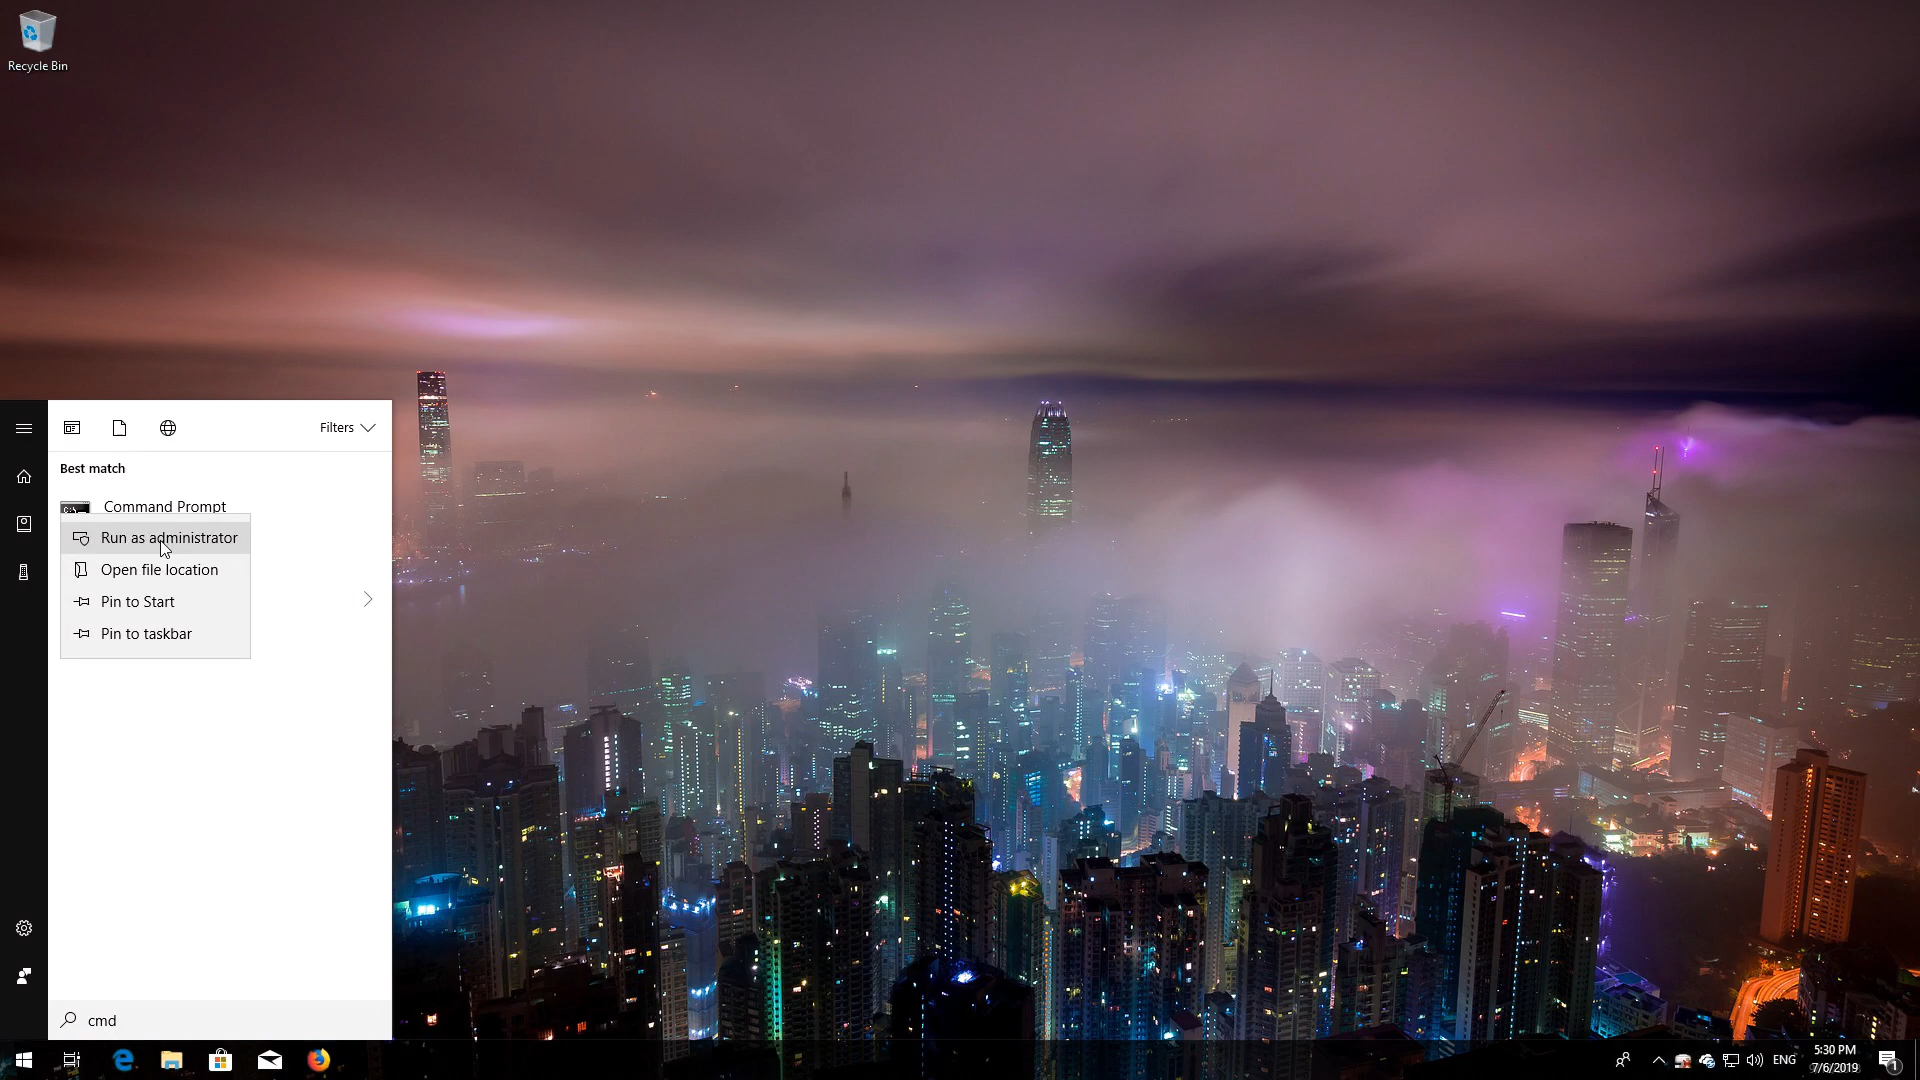 Recycle Bin
Filters
Best match
Command Prompt
Run as administrator
Open file location
Pin to Start
Pin to taskbar
cmd
ENG
5:30 PM
7/6/2019
1